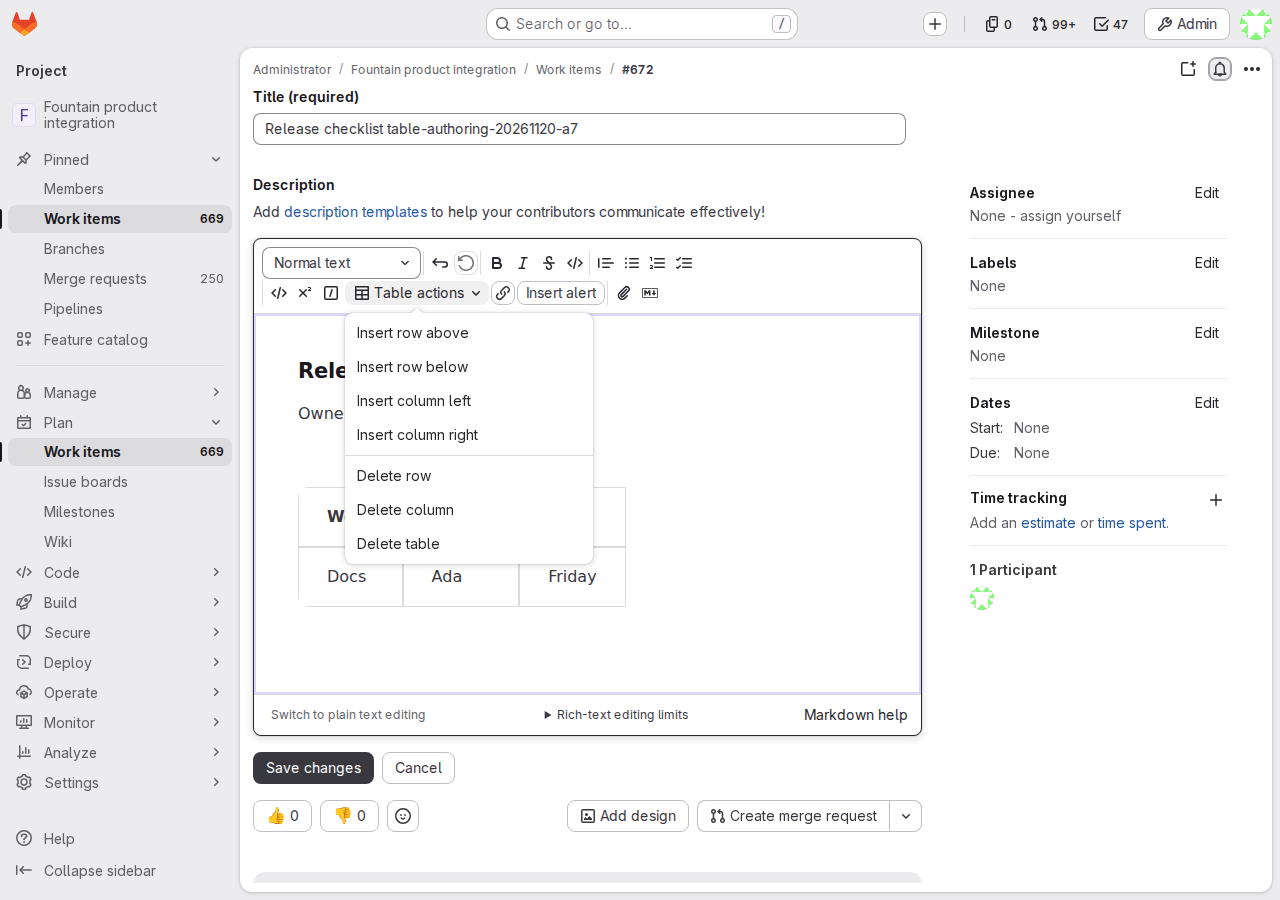 Search or go to...
/
0
99+
47
Admin
Project
F
Fountain product
integration
Pinned
Members
Work items
669
Branches
Merge requests
250
Pipelines
Feature catalog
Manage
Plan
Work items
669
Issue boards
Milestones
Wiki
Code
Build
Secure
Deploy
Operate
Monitor
Analyze
Settings
Help
Collapse sidebar
Administrator / Fountain product integration / Work items / #672
Title (required)
Release checklist table-authoring-20261120-a7
Description
Add description templates to help your contributors communicate effectively!
Normal text
B I S
Table actions
Insert alert
Insert row above
Insert row below
Insert column left
Insert column right
Delete row
Delete column
Delete table
Docs
Ada
Friday
Switch to plain text editing
Rich-text editing limits
Markdown help
Save changes
Cancel
0
0
Add design
Create merge request
Assignee
Edit
None - assign yourself
Labels
Edit
None
Milestone
Edit
None
Dates
Edit
Start: None
Due: None
Time tracking
Add an estimate or time spent.
1 Participant